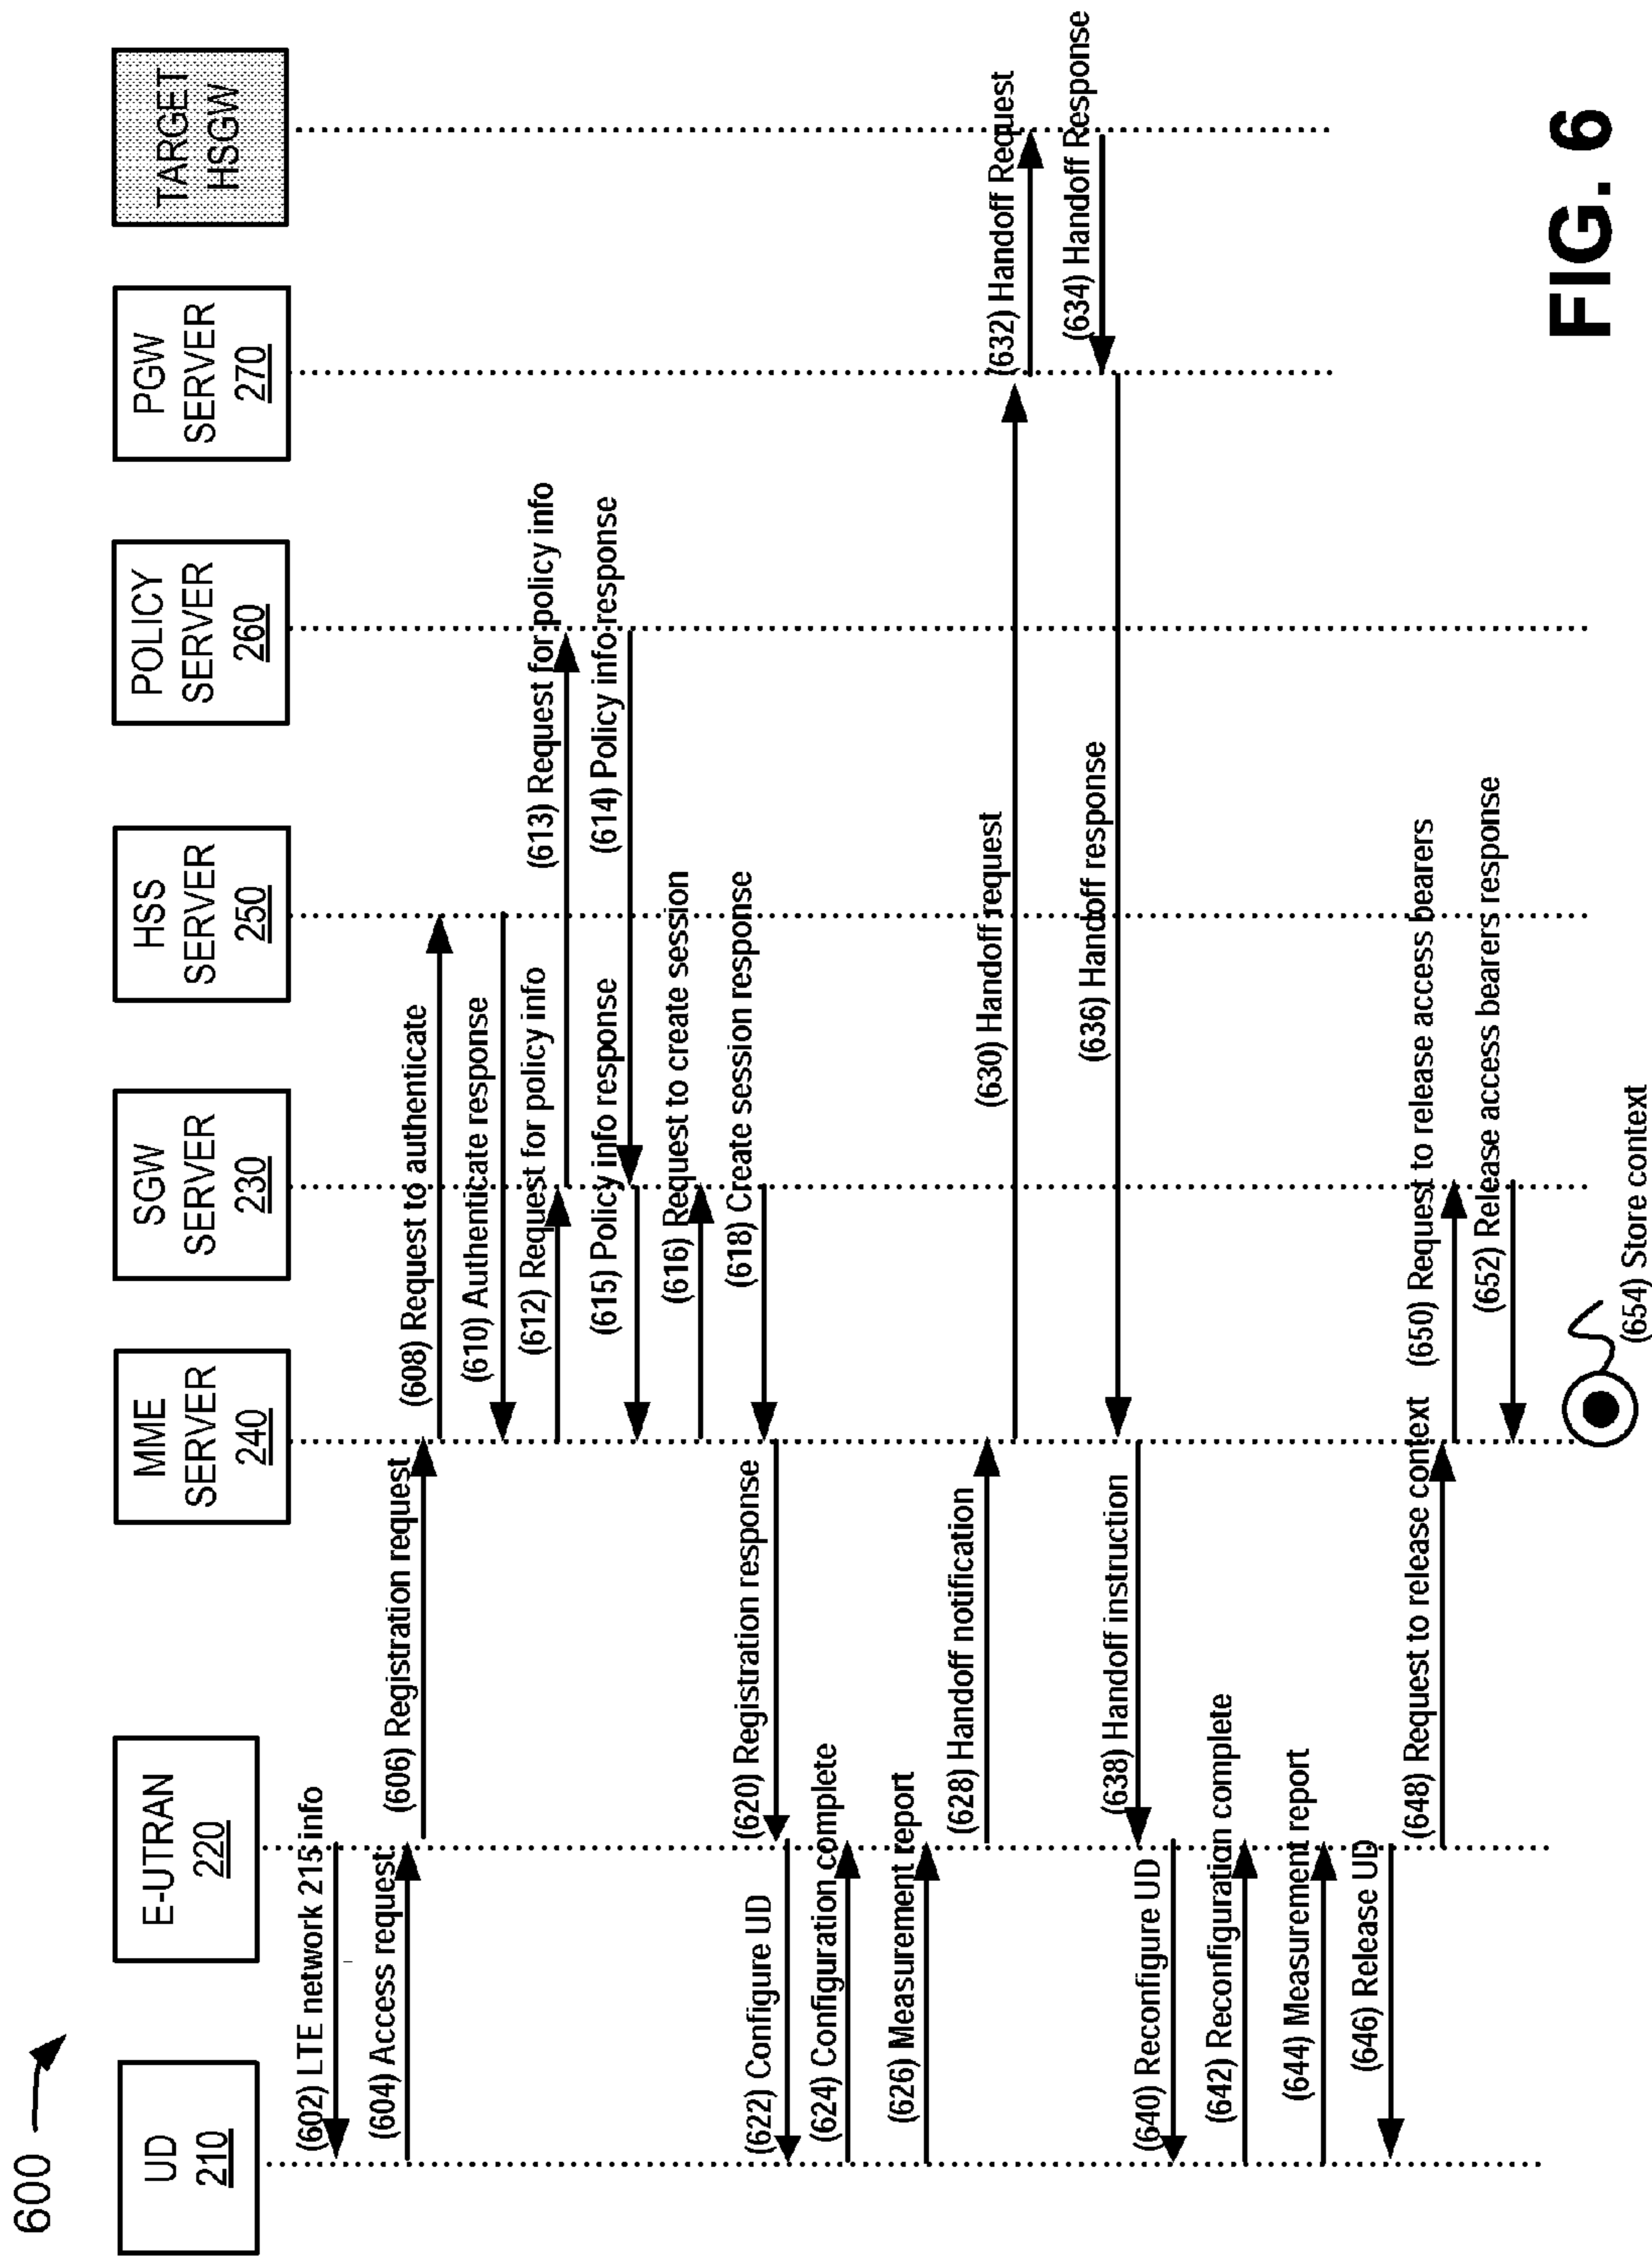 600
UD
210
E-UTRAN
220
MME
SERVER
240
SGW
SERVER
230
HSS
SERVER
250
POLICY
SERVER
260
PGW
SERVER
270
TARGET
HSGW
(602) LTE network 215 info
(604) Access request
(606) Registration request
(608) Request to authenticate
(610) Authenticate response
(612) Request for policy info
(613) Request for policy info
(614) Policy info response
(615) Policy info response
(616) Request to create session
(618) Create session response
(620) Registration response
(622) Configure UD
(624) Configuration complete
(626) Measurement report
(628) Handoff notification
(630) Handoff request
(632) Handoff Request
(634) Handoff Response
(636) Handoff response
(638) Handoff instruction
(640) Reconfigure UD
(642) Reconfiguration complete
(644) Measurement report
(646) Release UD
(648) Request to release context
(650) Request to release access bearers
(652) Release access bearers response
(654) Store context
FIG. 6